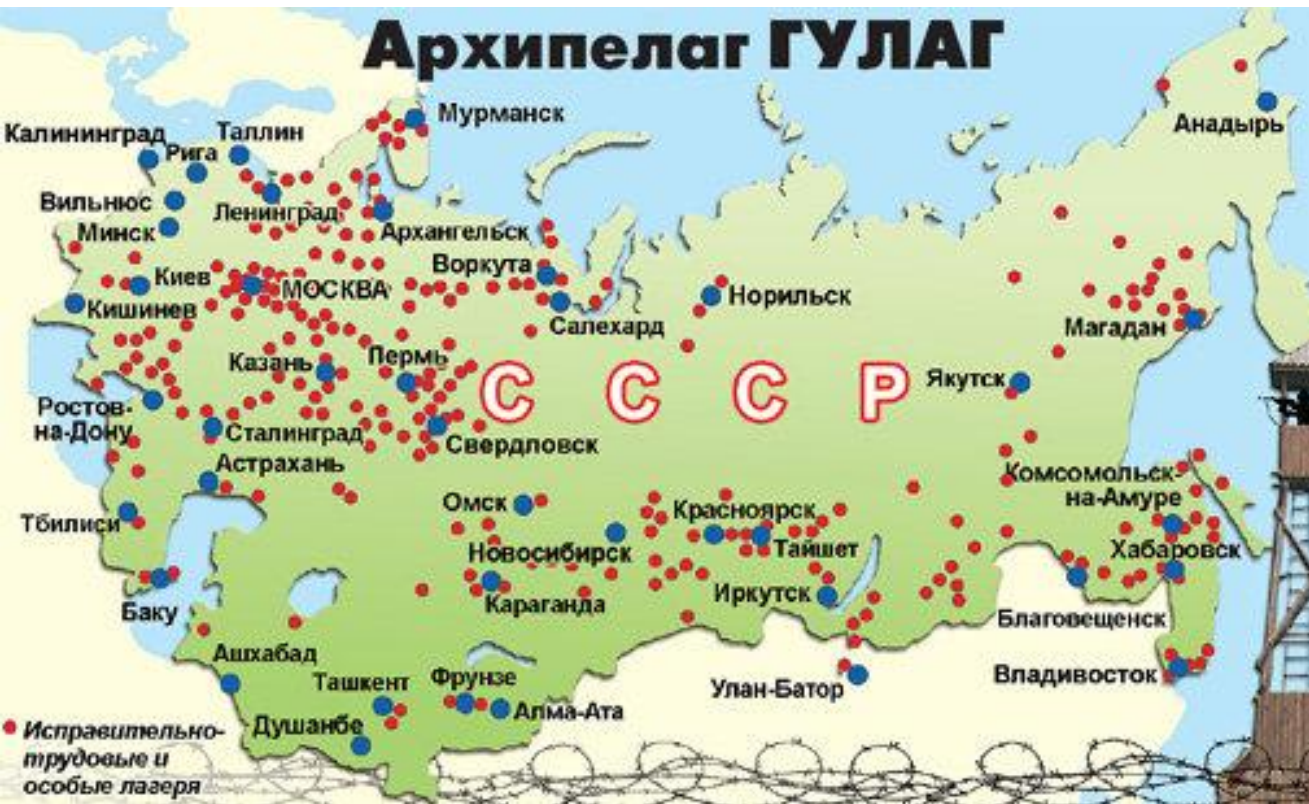 Архипелаг ГУЛАГ
Мурманск
Анадырь
Калининград
Таллин
Рига
Вильнюс
Ленинград
Минск
Архангельск
Воркута
Киев
МОСКВА
Норильск
Кишинев
Салехард
Магадан
Казань
Пермь
С С С Р
Якутск
Ростов-
на-Дону
Сталинград
Свердловск
Астрахань
Комсомольск-
на-Амуре
Омск
Красноярск
Тбилиси
Новосибирск
Тайшет
Хабаровск
Баку
Караганда
Иркутск
Благовещенск
Ашхабад
Ташкент
Фрунзе
Улан-Батор
Владивосток
Душанбе
Алма-Ата
Исправительно-
трудовые и
особые лагеря